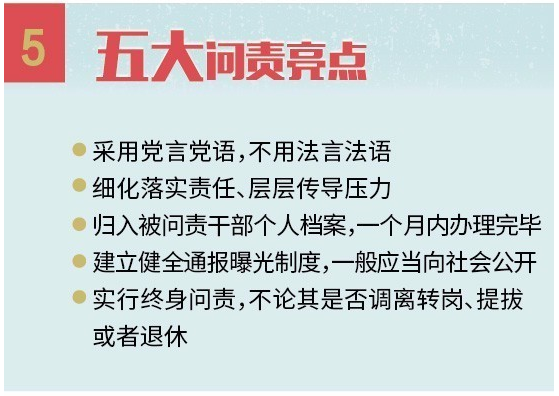 5
五大问责亮点
采用党言党语,不用法言法语
细化落实责任、层层传导压力
归入被问责干部个人档案,一个月内办理完毕
建立健全通报曝光制度,一般应当向社会公开
实行终身问责,不论其是否调离转岗、提拔
或者退休